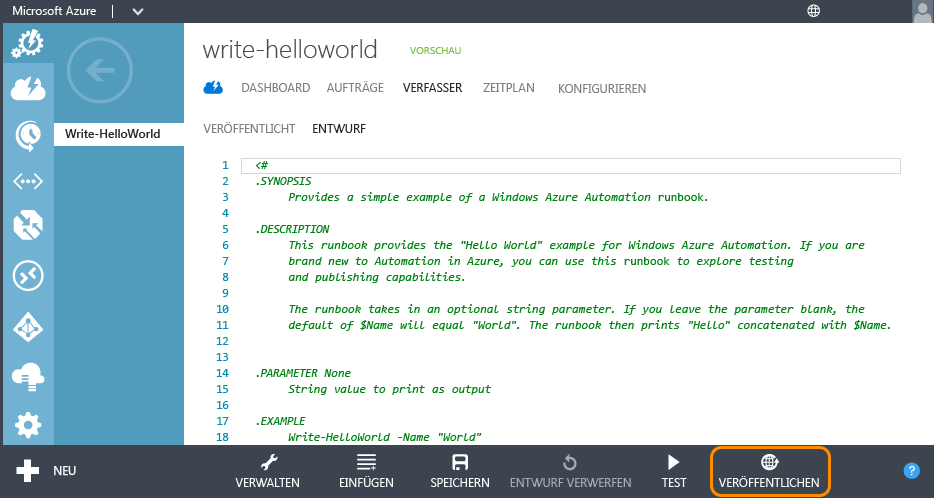 Microsoft Azure
write-helloworld VORSCHAU
DASHBOARD AUFTRÄGE VERFASSER ZEITPLAN KONFIGURIEREN
Write-HelloWorld
VERÖFFENTLICHT ENTWURF
1 <#
2 .SYNOPSIS
3 Provides a simple example of a Windows Azure Automation runbook.
4
5 .DESCRIPTION
6 This runbook provides the "Hello World" example for Windows Azure Automation. If you are
7 brand new to Automation in Azure, you can use this runbook to explore testing
8 and publishing capabilities.
9
10 The runbook takes in an optional string parameter. If you leave the parameter blank, the
11 default of $Name will equal "World". The runbook then prints "Hello" concatenated with $Name.
12
13
14 .PARAMETER None
15 String value to print as output
16
17 .EXAMPLE
18 Write-HelloWorld -Name "World"
NEU VERWALTEN EINFÜGEN SPEICHERN ENTWURF VERWERFEN TEST VERÖFFENTLICHEN ?